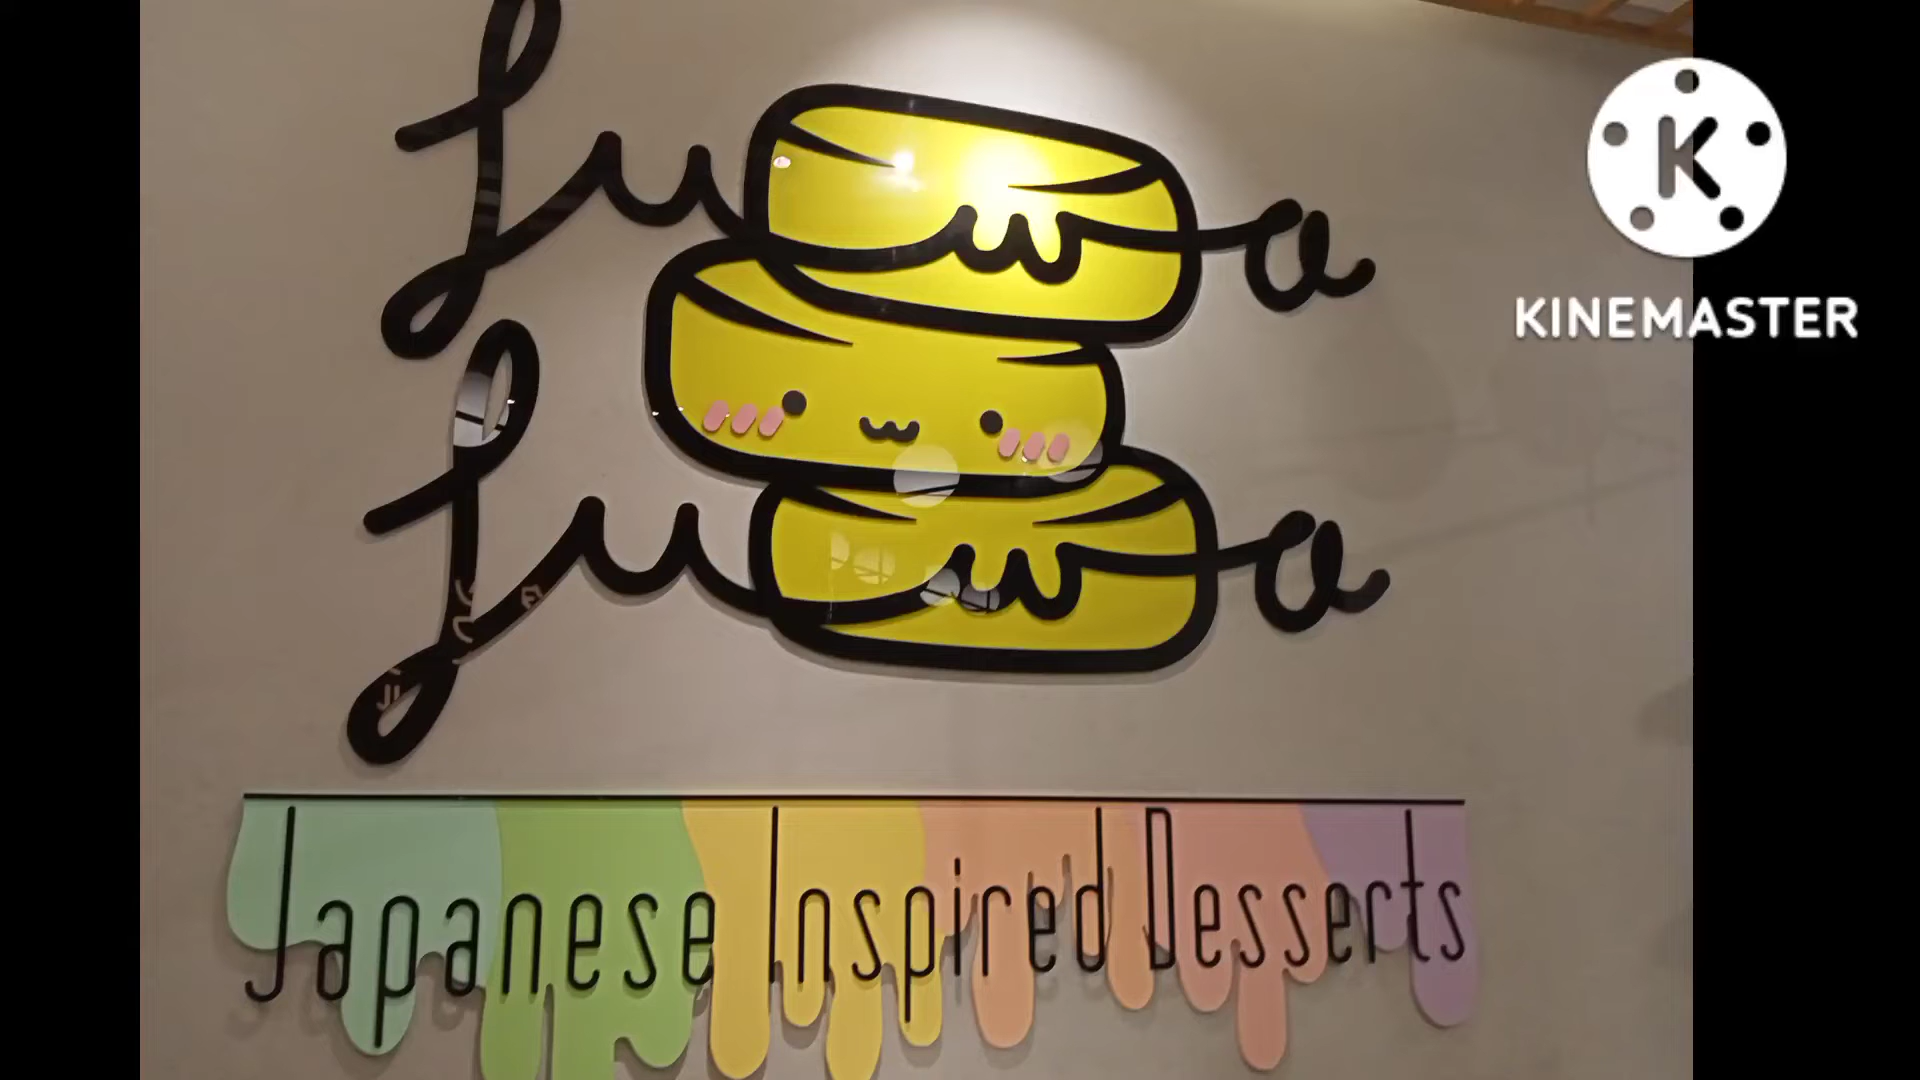 fuwa
fuwa
Japanese Inspired Desserts
K
KINEMASTER